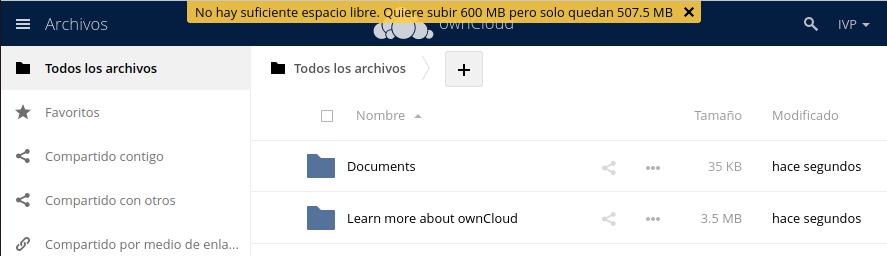 No hay suficiente espacio libre. Quiere subir 600 MB pero solo quedan 507.5 MB
Archivos
ownCloud
IVP
Todos los archivos
Favoritos
Compartido contigo
Compartido con otros
Compartido por medio de enla...
Todos los archivos
Nombre Tamaño Modificado
Documents 35 KB hace segundos
Learn more about ownCloud 3.5 MB hace segundos